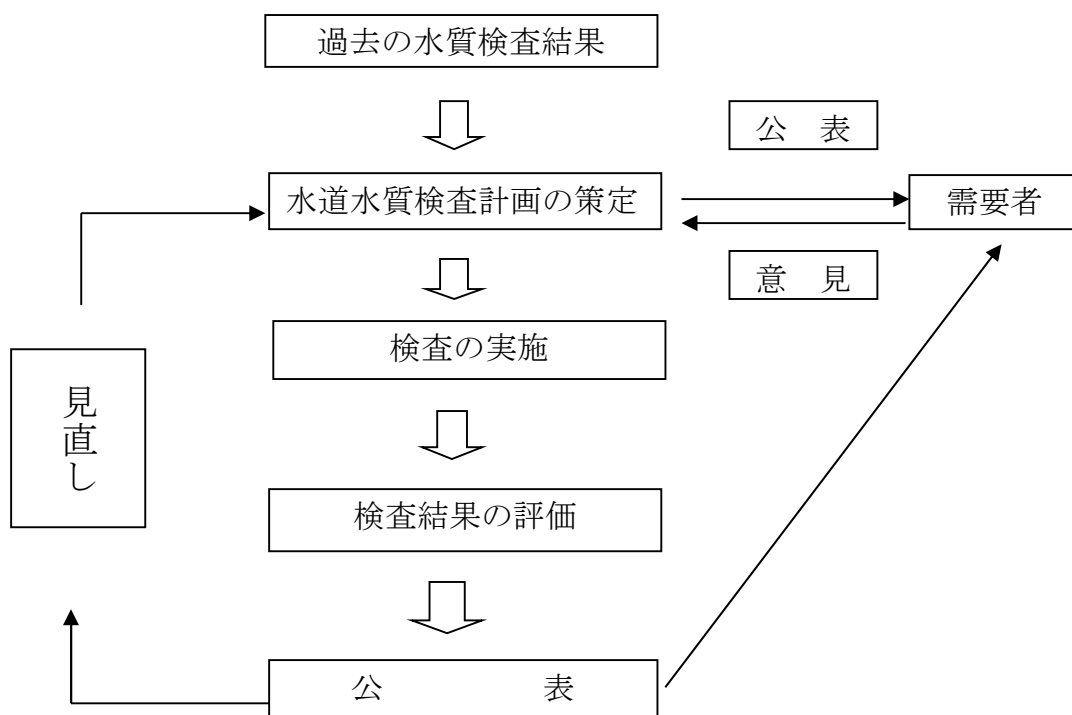 過去の水質検査結果
公　表
水道水質検査計画の策定
需要者
意　見
検査の実施
見直し
検査結果の評価
公　　　　　表